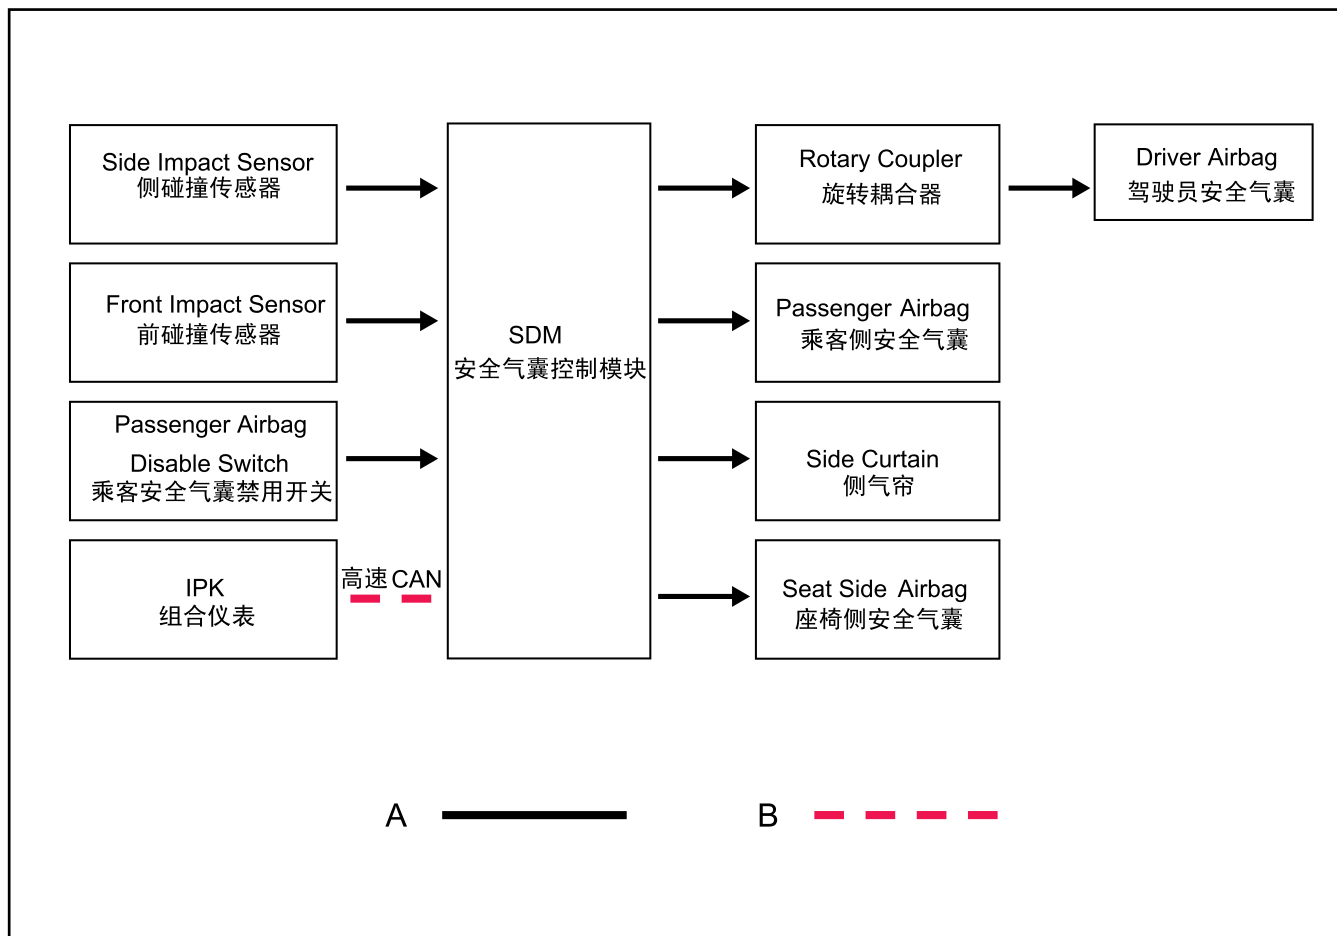 Side Impact Sensor
侧碰撞传感器
Front Impact Sensor
前碰撞传感器
Passenger Airbag
Disable Switch
乘客安全气囊禁用开关
IPK
组合仪表
高速 CAN
SDM
安全气囊控制模块
Rotary Coupler
旋转耦合器
Driver Airbag
驾驶员安全气囊
Passenger Airbag
乘客侧安全气囊
Side Curtain
侧气帘
Seat Side Airbag
座椅侧安全气囊
A
B